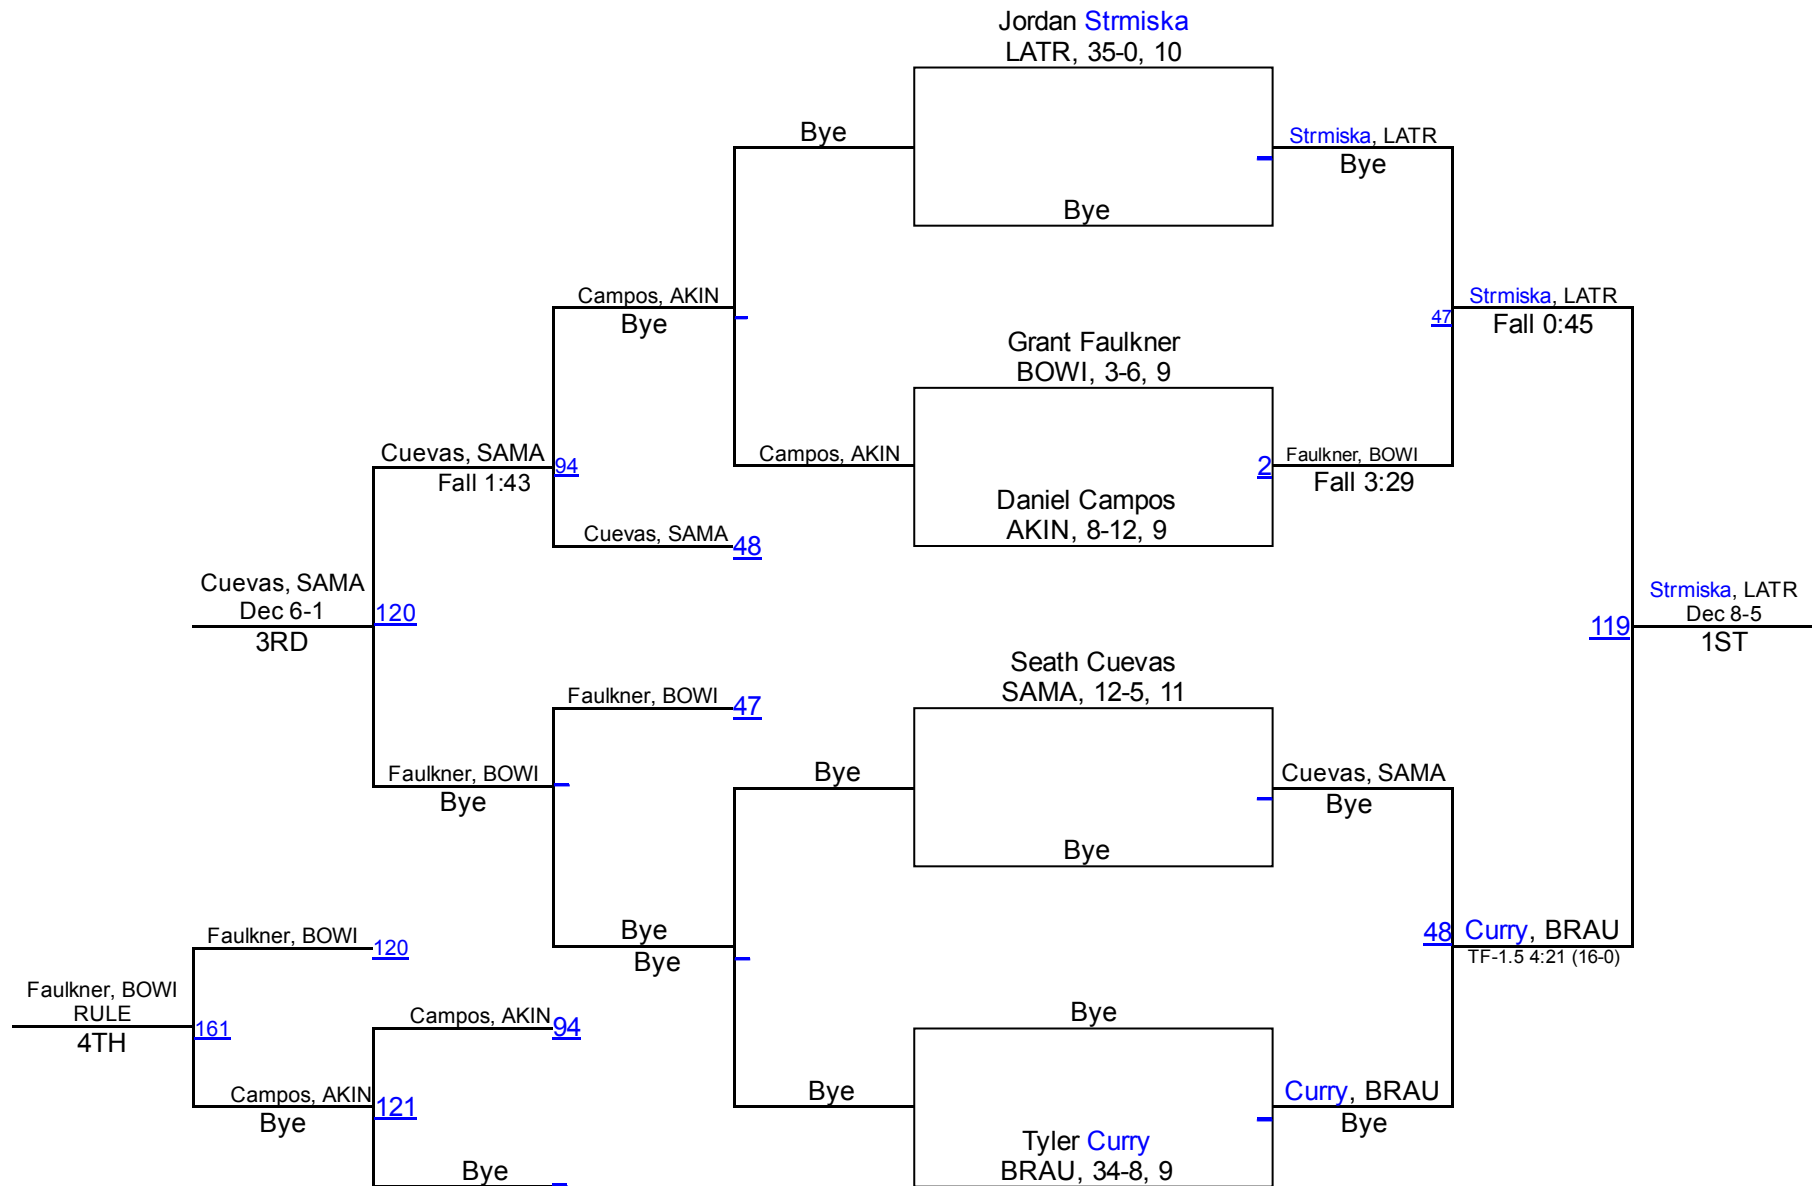 Jordan Strmiska
LATR, 35-0, 10
Bye
Strmiska, LATR
Bye
Bye
Campos, AKIN
Bye
Strmiska, LATR
47
Fall 0:45
Grant Faulkner
BOWI, 3-6, 9
Cuevas, SAMA
94
Fall 1:43
Campos, AKIN
2
Faulkner, BOWI
Fall 3:29
Daniel Campos
AKIN, 8-12, 9
Cuevas, SAMA
48
Cuevas, SAMA
Dec 6-1
120
3RD
Strmiska, LATR
Dec 8-5
119
1ST
Seath Cuevas
SAMA, 12-5, 11
Faulkner, BOWI
47
Faulkner, BOWI
Bye
Bye
Cuevas, SAMA
Bye
Bye
Bye
Bye
Faulkner, BOWI
120
48
Curry, BRAU
TF-1.5 4:21 (16-0)
Faulkner, BOWI
RULE
161
4TH
Campos, AKIN
94
Bye
Campos, AKIN
121
Bye
Bye
Curry, BRAU
Bye
Tyler Curry
BRAU, 34-8, 9
Bye